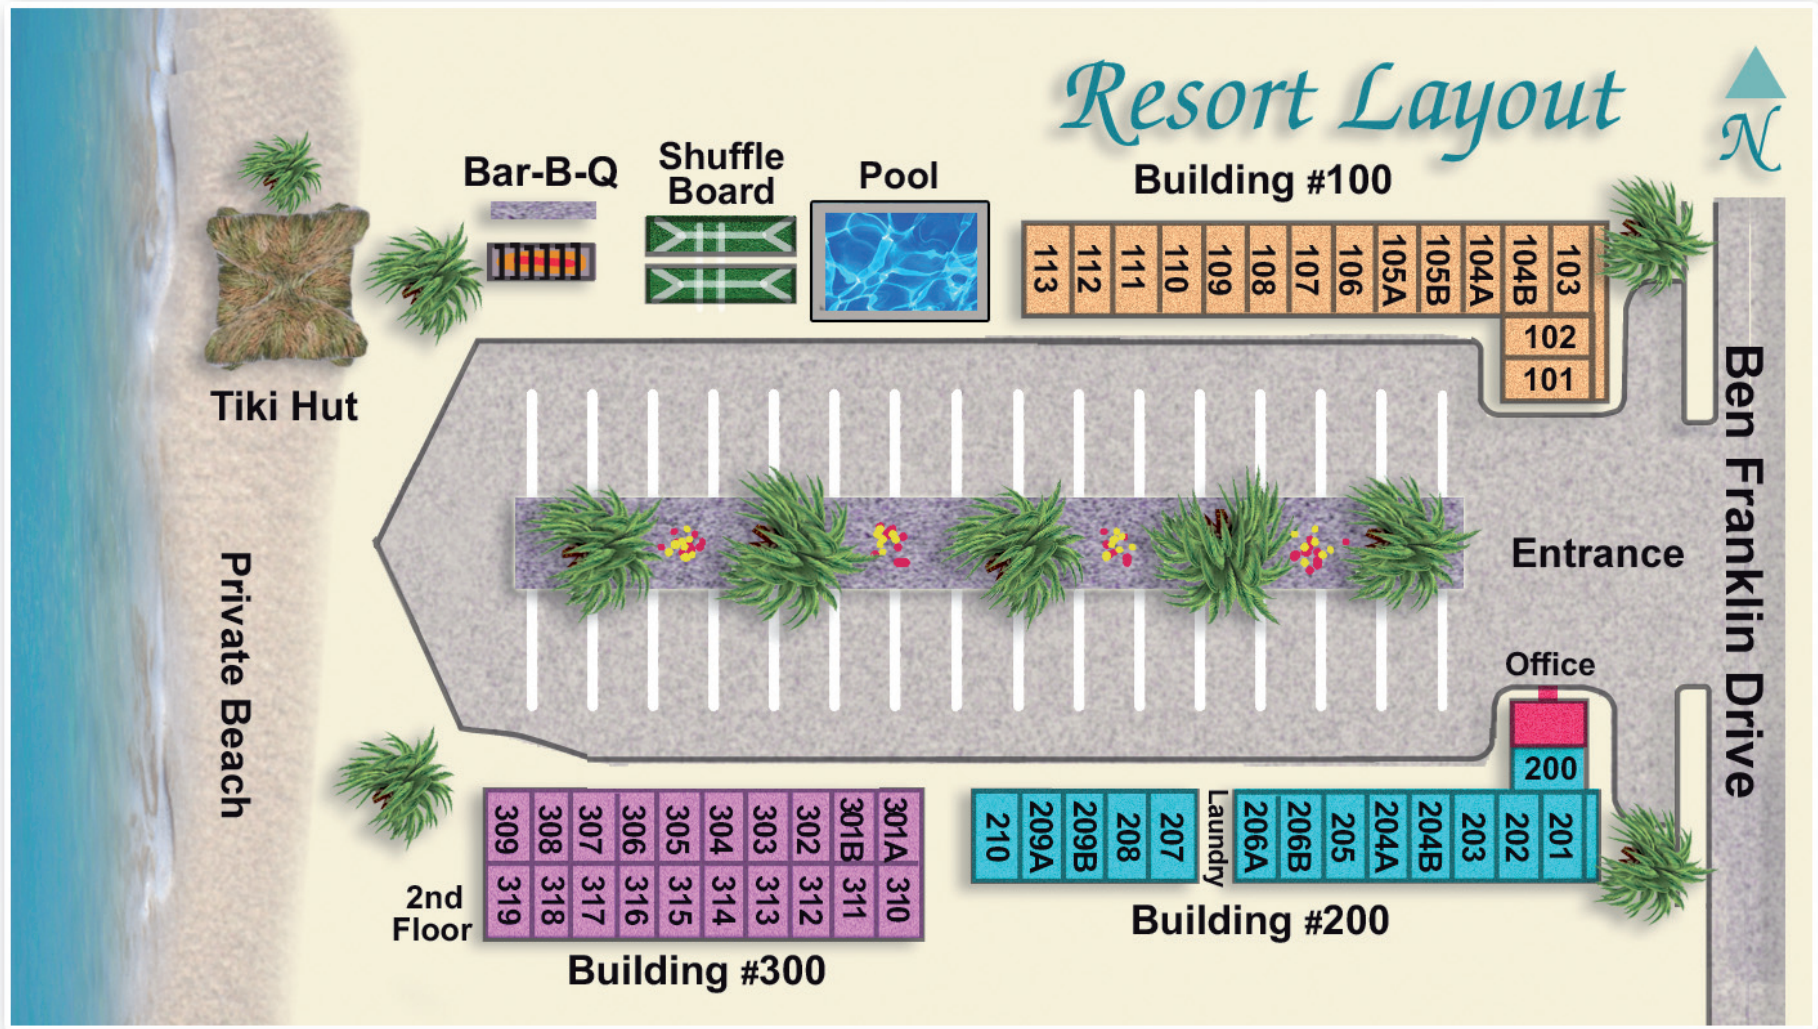 Resort Layout
N
Bar-B-Q
Shuffle
Board
Pool
Building #100
113 112 111 110 109 108 107 106 105A 105B 104A 104B 103
102
101
Tiki Hut
Private Beach
Entrance
Ben Franklin Drive
Office
200
309 308 307 306 305 304 303 302 301B 301A
319 318 317 316 315 314 313 312 311 310
2nd
Floor
Building #300
210 209A 209B 208 207 Laundry 206A 206B 205 204A 204B 203 202 201
Building #200